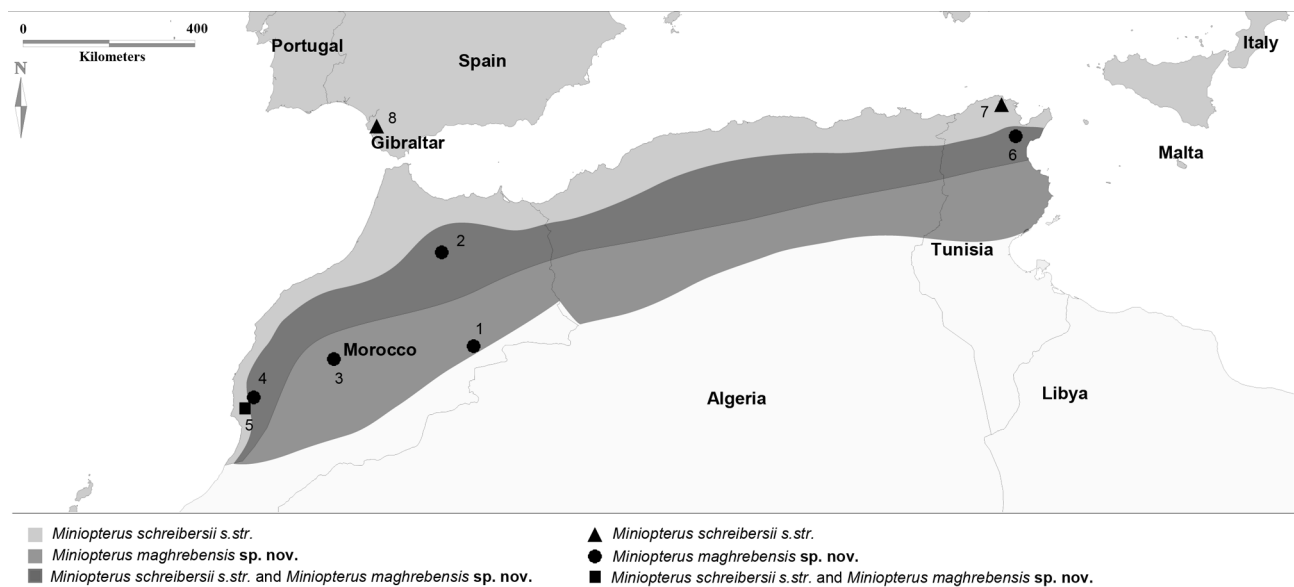 0 400
Kilometers
N
Portugal
Spain
Italy
8
Gibraltar
7
Malta
6
2
Tunisia
1
Morocco
3
4
5
Algeria
Libya
Miniopterus schreibersii s.str.
Miniopterus maghrebensis sp. nov.
Miniopterus schreibersii s.str. and Miniopterus maghrebensis sp. nov.
Miniopterus schreibersii s.str.
Miniopterus maghrebensis sp. nov.
Miniopterus schreibersii s.str. and Miniopterus maghrebensis sp. nov.